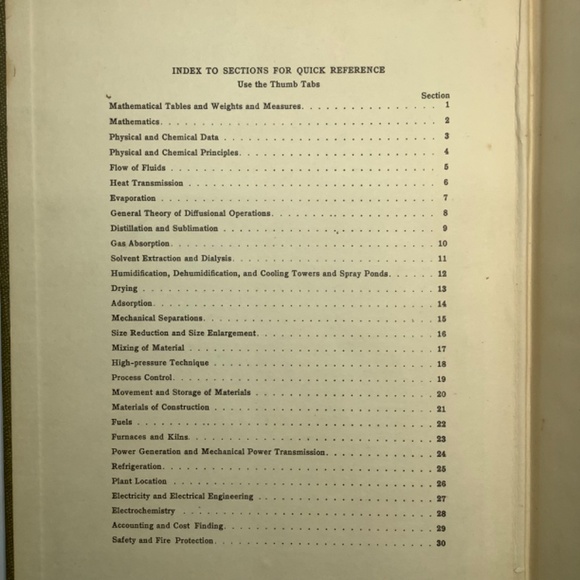 INDEX TO SECTIONS FOR QUICK REFERENCE
Use the Thumb Tabs
Section
Mathematical Tables and Weights and Measures. . . . . . . . . . . . . . . . 1
Mathematics. . . . . . . . . . . . . . . . 2
Physical and Chemical Data . . . . . . . . . . . . . . . . 3
Physical and Chemical Principles. . . . . . . . . . . . . . . . 4
Flow of Fluids . . . . . . . . . . . . . . . . 5
Heat Transmission . . . . . . . . . . . . . . . . 6
Evaporation . . . . . . . . . . . . . . . . 7
General Theory of Diffusional Operations. . . . . . . . . . . . . . . . 8
Distillation and Sublimation . . . . . . . . . . . . . . . . 9
Gas Absorption. . . . . . . . . . . . . . . . 10
Solvent Extraction and Dialysis. . . . . . . . . . . . . . . . 11
Humidification, Dehumidification, and Cooling Towers and Spray Ponds. . . . . . 12
Drying . . . . . . . . . . . . . . . . 13
Adsorption. . . . . . . . . . . . . . . . 14
Mechanical Separations. . . . . . . . . . . . . . . . 15
Size Reduction and Size Enlargement. . . . . . . . . . . . . . . . 16
Mixing of Material . . . . . . . . . . . . . . . . 17
High-pressure Technique . . . . . . . . . . . . . . . . 18
Process Control. . . . . . . . . . . . . . . . 19
Movement and Storage of Materials . . . . . . . . . . . . . . . . 20
Materials of Construction . . . . . . . . . . . . . . . . 21
Fuels . . . . . . . . . . . . . . . . 22
Furnaces and Kilns. . . . . . . . . . . . . . . . 23
Power Generation and Mechanical Power Transmission. . . . . . . . . . . . . 24
Refrigeration. . . . . . . . . . . . . . . . 25
Plant Location . . . . . . . . . . . . . . . . 26
Electricity and Electrical Engineering . . . . . . . . . . . . . . . . 27
Electrochemistry . . . . . . . . . . . . . . . . 28
Accounting and Cost Finding. . . . . . . . . . . . . . . . 29
Safety and Fire Protection. . . . . . . . . . . . . . . . 30